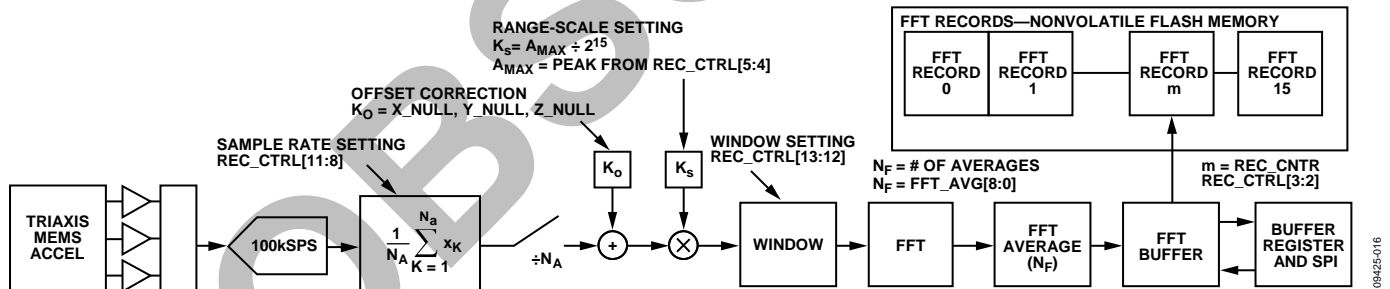 RANGE-SCALE SETTING
Ks= AMAX ÷ 2¹⁵
AMAX = PEAK FROM REC_CTRL[5:4]
OFFSET CORRECTION
KO = X_NULL, Y_NULL, Z_NULL
SAMPLE RATE SETTING
REC_CTRL[11:8]
WINDOW SETTING
REC_CTRL[13:12]
FFT RECORDS—NONVOLATILE FLASH MEMORY
FFT
RECORD
0
FFT
RECORD
1
FFT
RECORD
m
FFT
RECORD
15
NF = # OF AVERAGES
NF = FFT_AVG[8:0]
m = REC_CNTR
REC_CTRL[3:2]
TRIAXIS
MEMS
ACCEL
100kSPS
1
NA
Na
∑ xK
K = 1
÷NA
Ko
+
Ks
×
WINDOW
FFT
FFT
AVERAGE
(NF)
FFT
BUFFER
BUFFER
REGISTER
AND SPI
09425-016
OBS